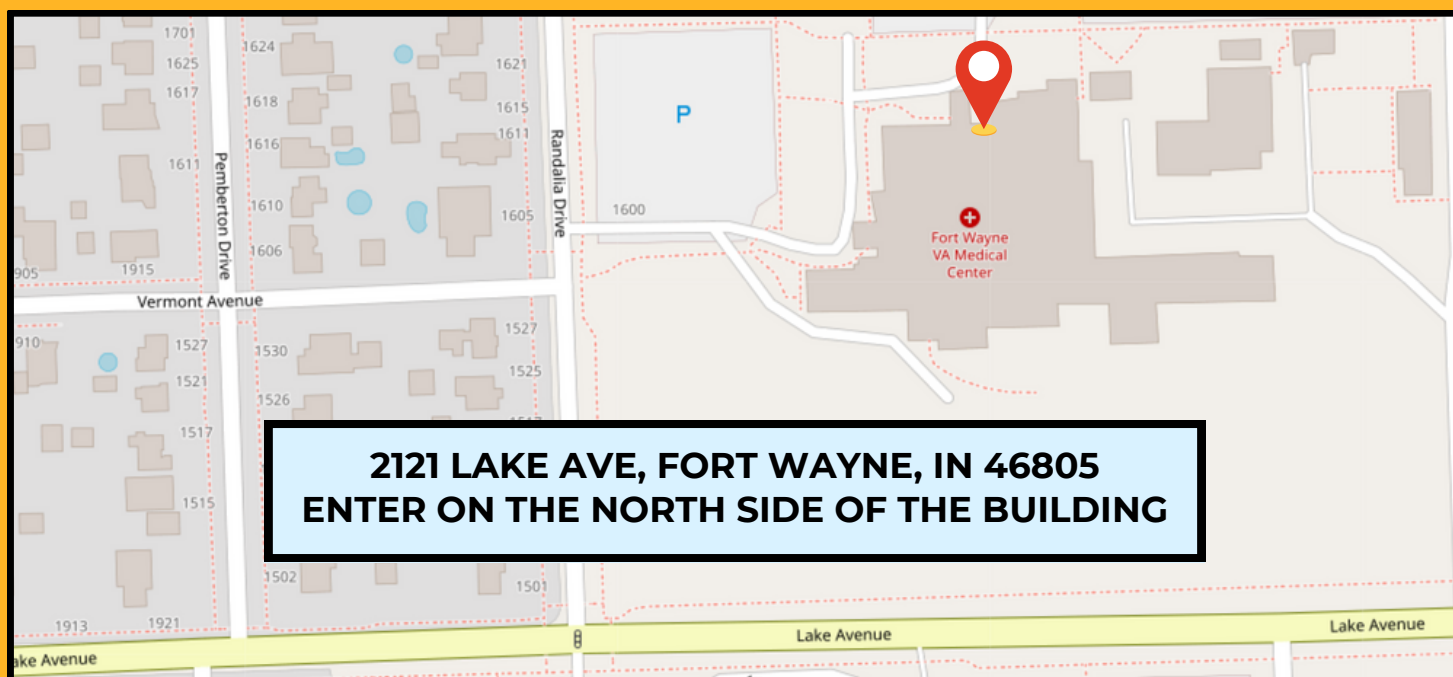 1701
1624
1625
1621
1617
1618
1615
P
1611
1616
1611
Pemberton Drive
Randalia Drive
1610
1605
1600
1606
Fort Wayne
VA Medical
Center
905
1915
Vermont Avenue
910
1527
1530
1527
1521
1525
1526
1517
2121 LAKE AVE, FORT WAYNE, IN 46805
ENTER ON THE NORTH SIDE OF THE BUILDING
1515
1502
1501
1913
1921
Lake Avenue
Lake Avenue
ake Avenue